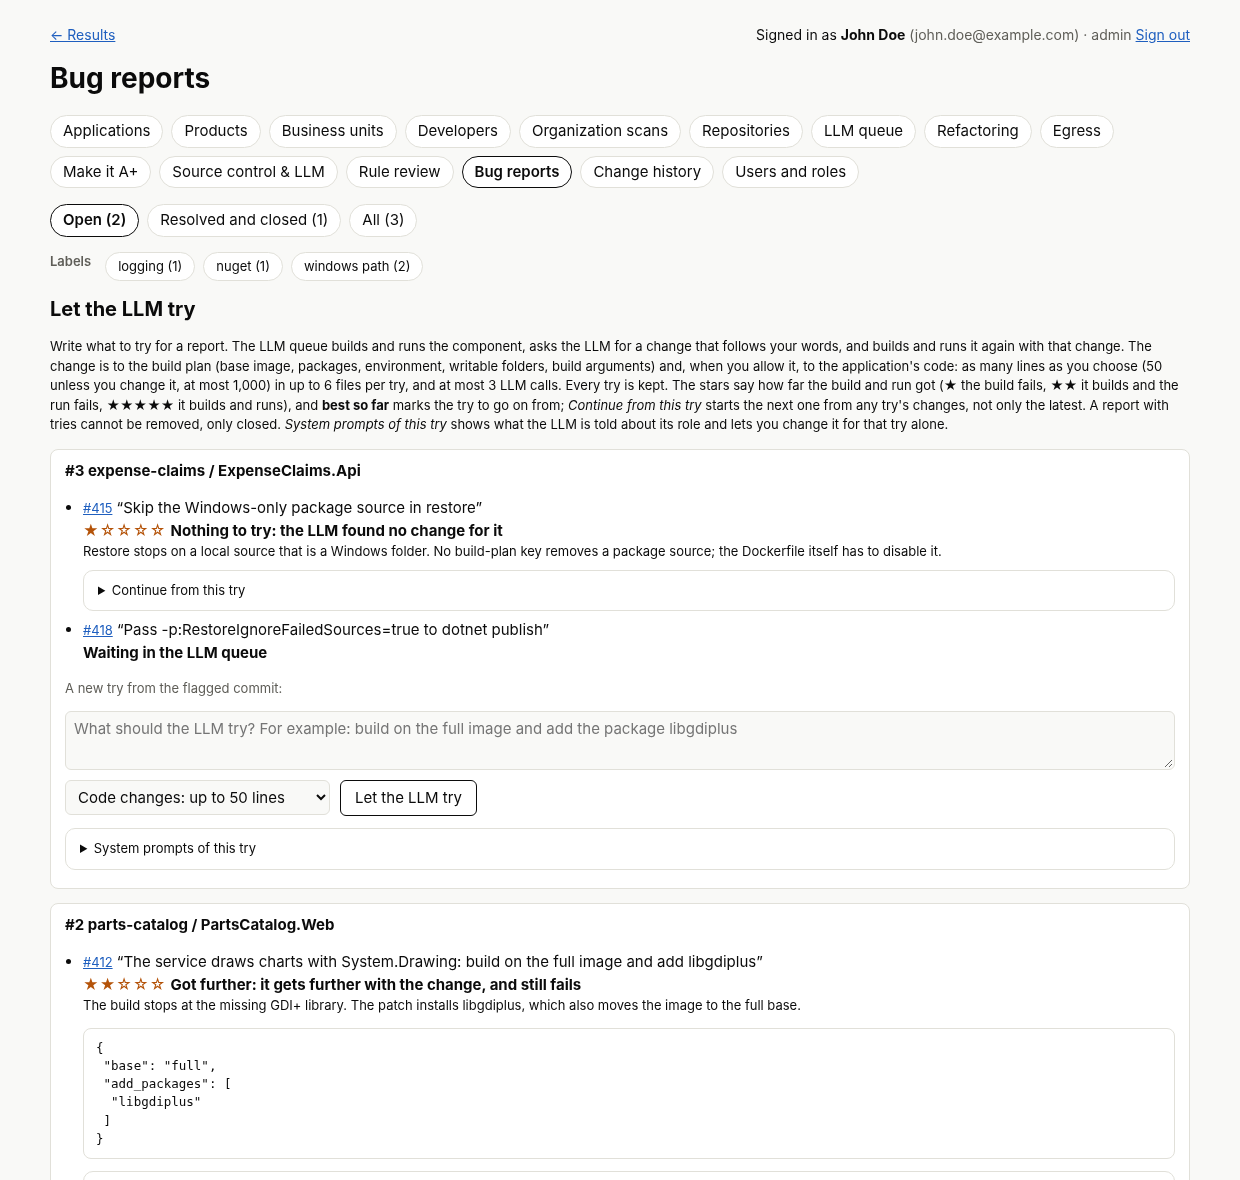 ← Results
Signed in as John Doe (john.doe@example.com) · admin Sign out
Bug reports
Applications
Products
Business units
Developers
Organization scans
Repositories
LLM queue
Refactoring
Egress
Make it A+
Source control & LLM
Rule review
Bug reports
Change history
Users and roles
Open (2)
Resolved and closed (1)
All (3)
Labels
logging (1)
nuget (1)
windows path (2)
Let the LLM try
Write what to try for a report. The LLM queue builds and runs the component, asks the LLM for a change that follows your words, and builds and runs it again with that change. The
change is to the build plan (base image, packages, environment, writable folders, build arguments) and, when you allow it, to the application's code: as many lines as you choose (50
unless you change it, at most 1,000) in up to 6 files per try, and at most 3 LLM calls. Every try is kept. The stars say how far the build and run got (★ the build fails, ★★ it builds and the
run fails, ★★★★★ it builds and runs), and best so far marks the try to go on from; Continue from this try starts the next one from any try's changes, not only the latest. A report with
tries cannot be removed, only closed. System prompts of this try shows what the LLM is told about its role and lets you change it for that try alone.
#3 expense-claims / ExpenseClaims.Api
• #415 “Skip the Windows-only package source in restore”
★☆☆☆☆ Nothing to try: the LLM found no change for it
Restore stops on a local source that is a Windows folder. No build-plan key removes a package source; the Dockerfile itself has to disable it.
▶ Continue from this try
• #418 “Pass -p:RestoreIgnoreFailedSources=true to dotnet publish”
Waiting in the LLM queue
A new try from the flagged commit:
What should the LLM try? For example: build on the full image and add the package libgdiplus
Code changes: up to 50 lines
Let the LLM try
▶ System prompts of this try
#2 parts-catalog / PartsCatalog.Web
• #412 “The service draws charts with System.Drawing: build on the full image and add libgdiplus”
★★☆☆☆ Got further: it gets further with the change, and still fails
The build stops at the missing GDI+ library. The patch installs libgdiplus, which also moves the image to the full base.
{
"base": "full",
"add_packages": [
"libgdiplus"
]
}